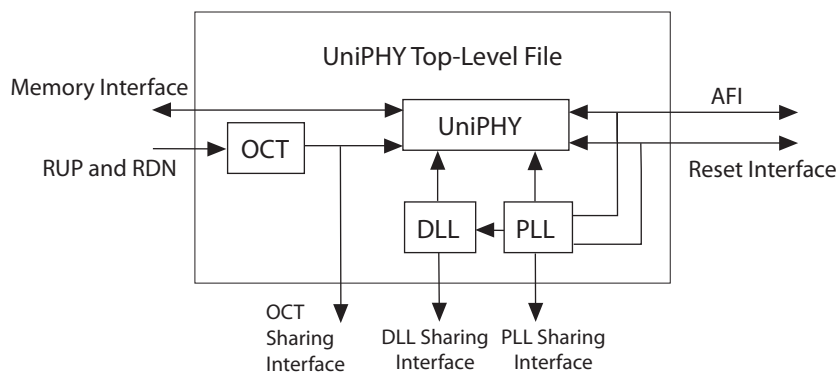 UniPHY Top-Level File
Memory Interface
AFI
UniPHY
OCT
RUP and RDN
Reset Interface
DLL
PLL
OCT
Sharing
Interface
DLL Sharing
Interface
PLL Sharing
Interface